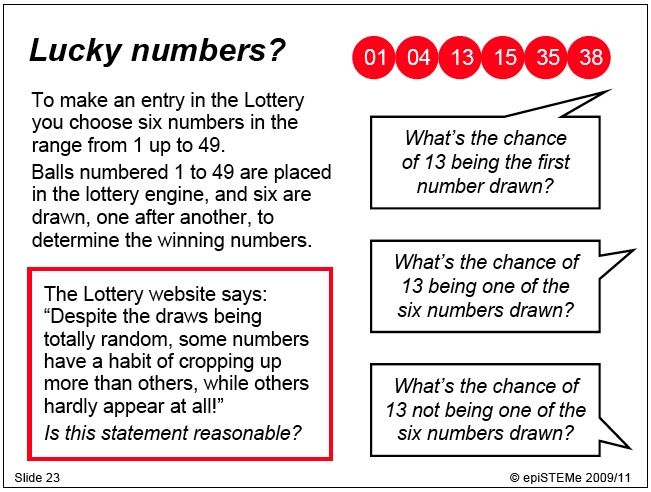 Lucky numbers?
01 04 13 15 35 38
To make an entry in the Lottery
you choose six numbers in the
range from 1 up to 49.
Balls numbered 1 to 49 are placed
in the lottery engine, and six are
drawn, one after another, to
determine the winning numbers.
The Lottery website says:
“Despite the draws being
totally random, some numbers
have a habit of cropping up
more than others, while others
hardly appear at all!”
Is this statement reasonable?
What’s the chance
of 13 being the first
number drawn?
What’s the chance of
13 being one of the
six numbers drawn?
What’s the chance of
13 not being one of the
six numbers drawn?
Slide 23
© epiSTEMe 2009/11